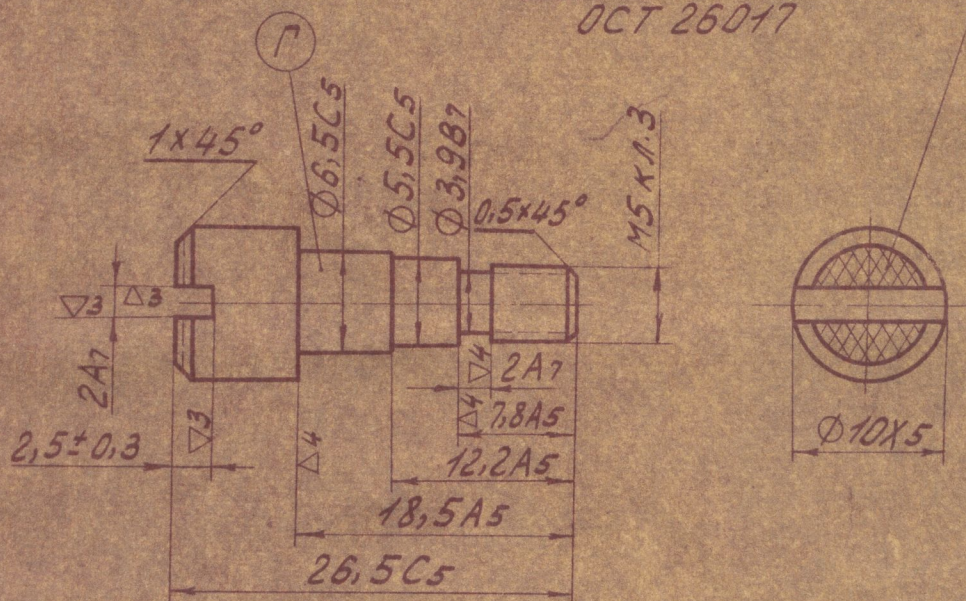 ОСТ 26017
Г
1×45°
Ø6,5С5
Ø5,5С5
Ø3,9В7
0,5×45°
М5 кл.3
▽3
△3
2А7
▽3
2,5±0,3
△4
▽4
2А7
△4
7,8А5
12,2А5
18,5А5
26,5С5
Ø10Х5